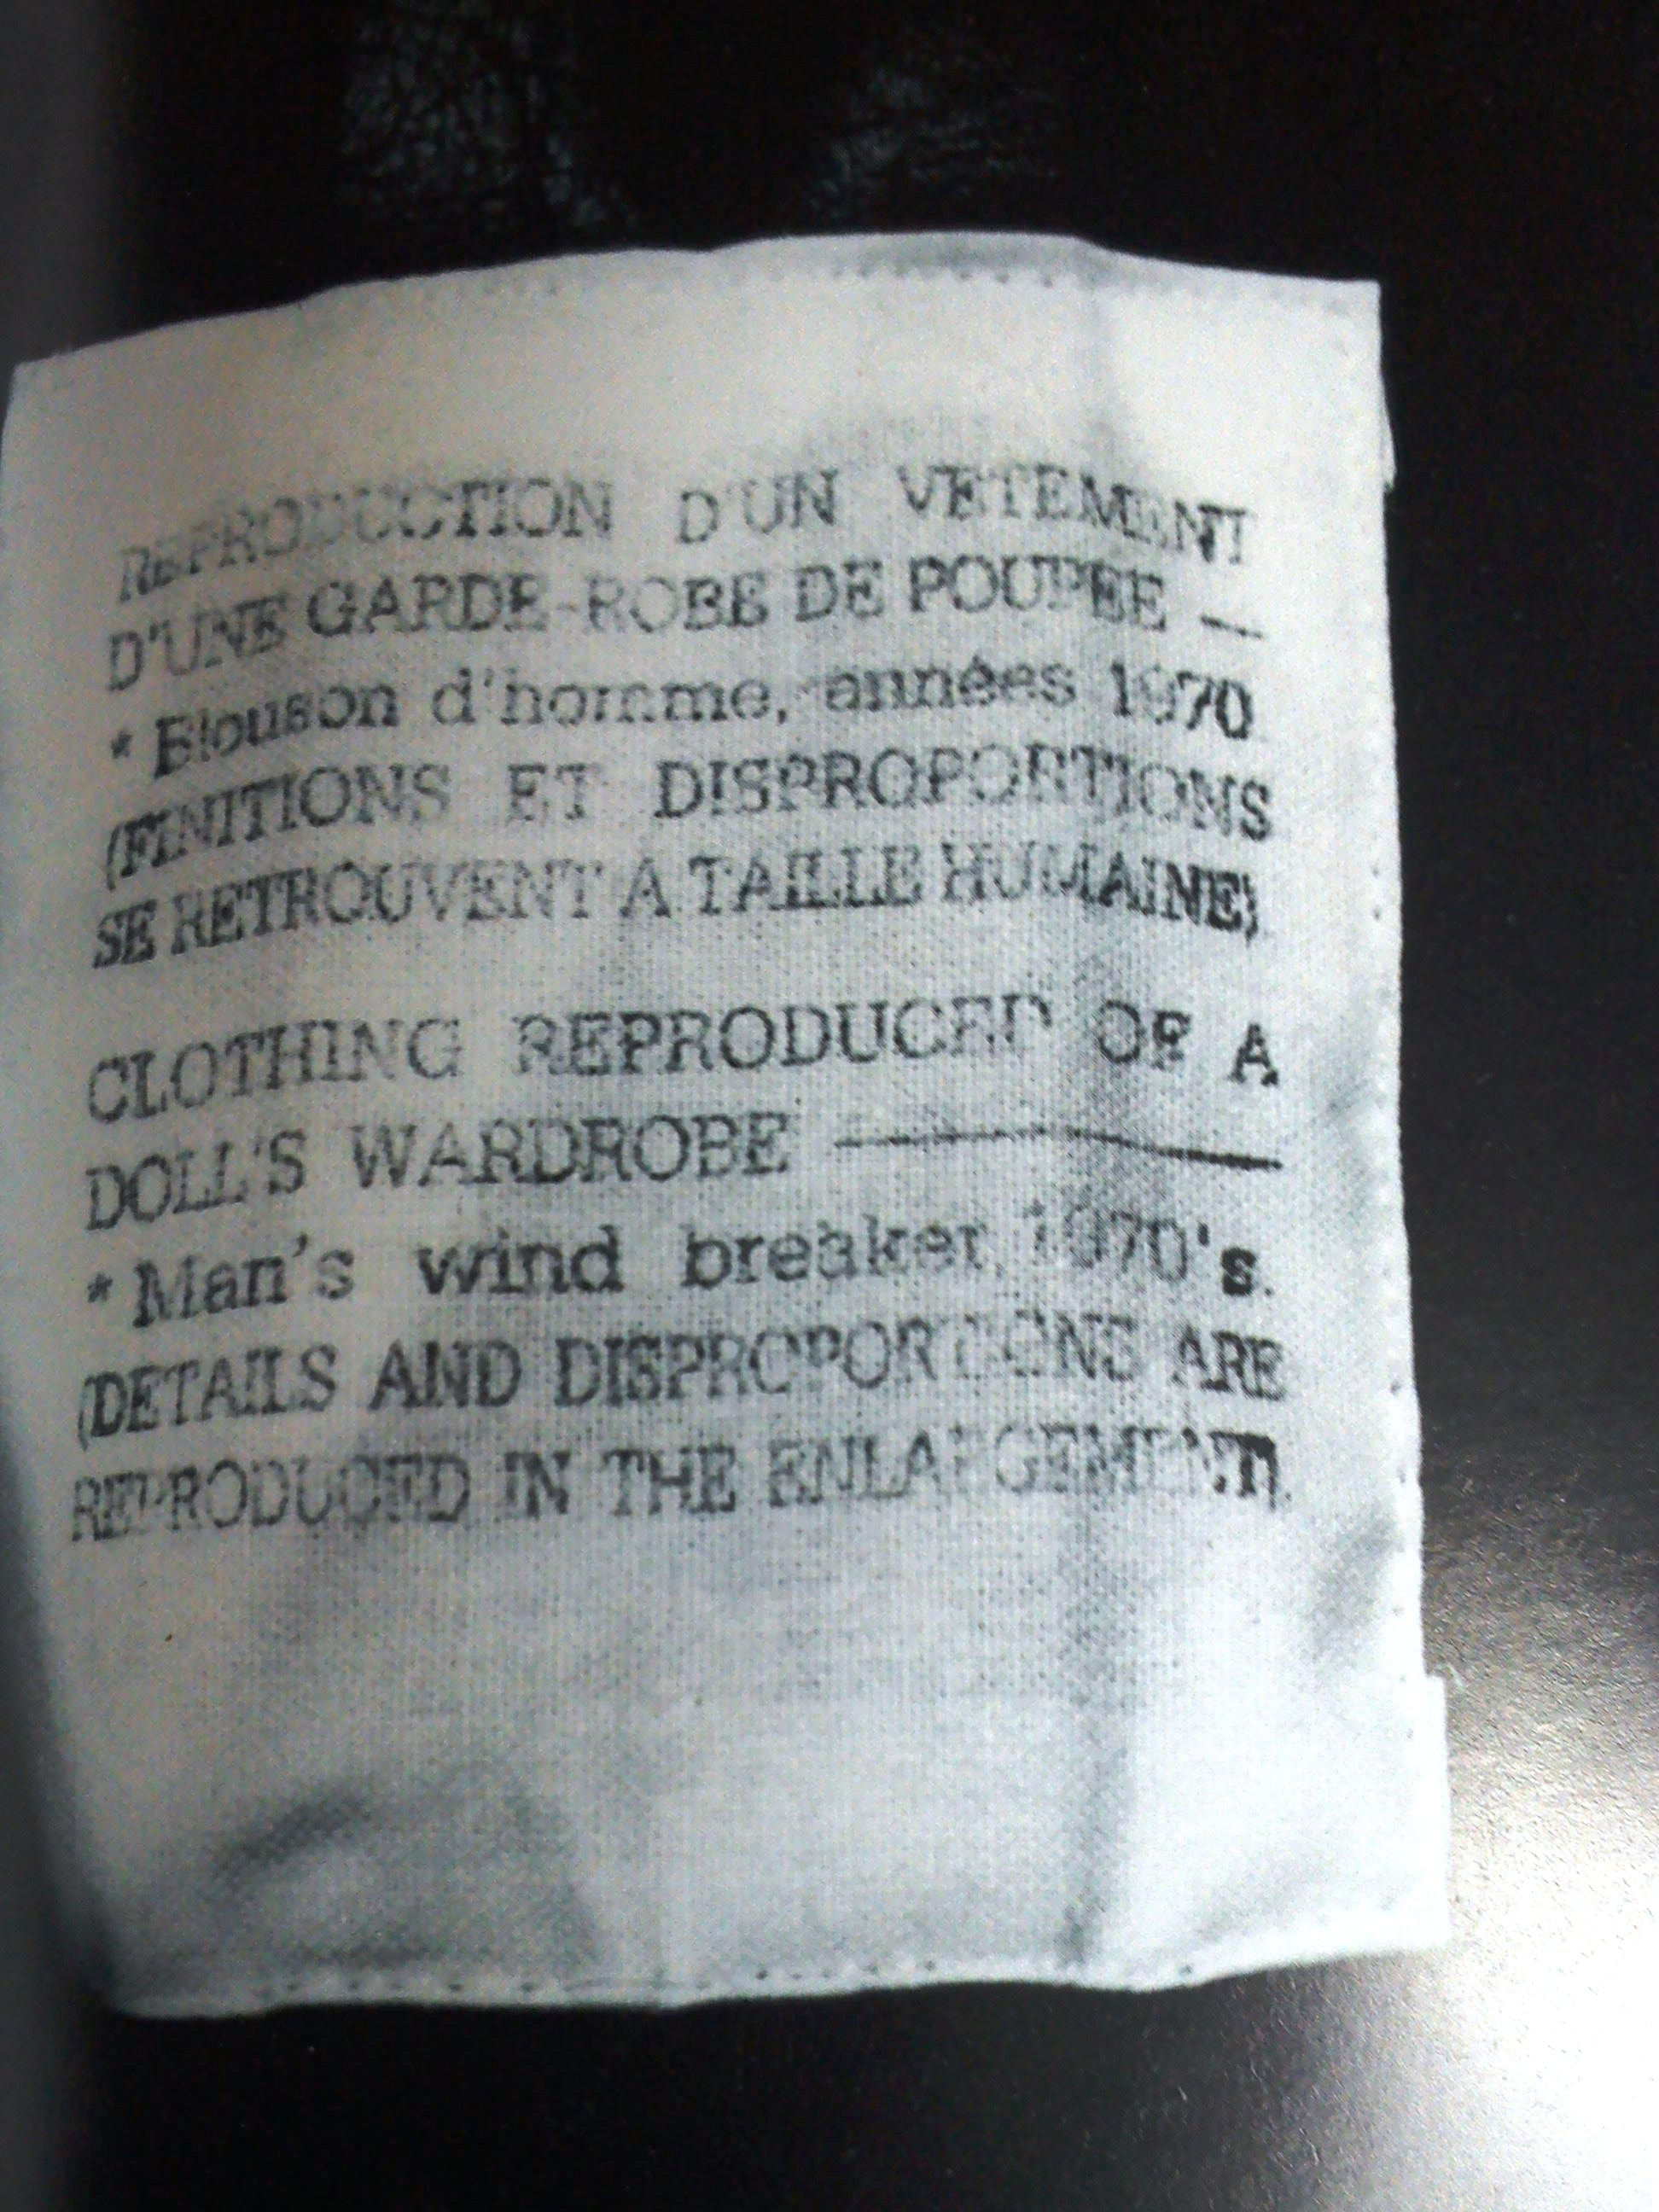 REPRODUCTION D'UN VETEMENT
D'UNE GARDE-ROBE DE POUPEE —
* Blouson d'homme, années 1970
(FINITIONS ET DISPROPORTIONS
SE RETROUVENT A TAILLE HUMAINE)
CLOTHING REPRODUCED OF A
DOLL'S WARDROBE —
* Man's wind breaker, 1970's.
(DETAILS AND DISPROPORTIONS ARE
REPRODUCED IN THE ENLARGEMENT).